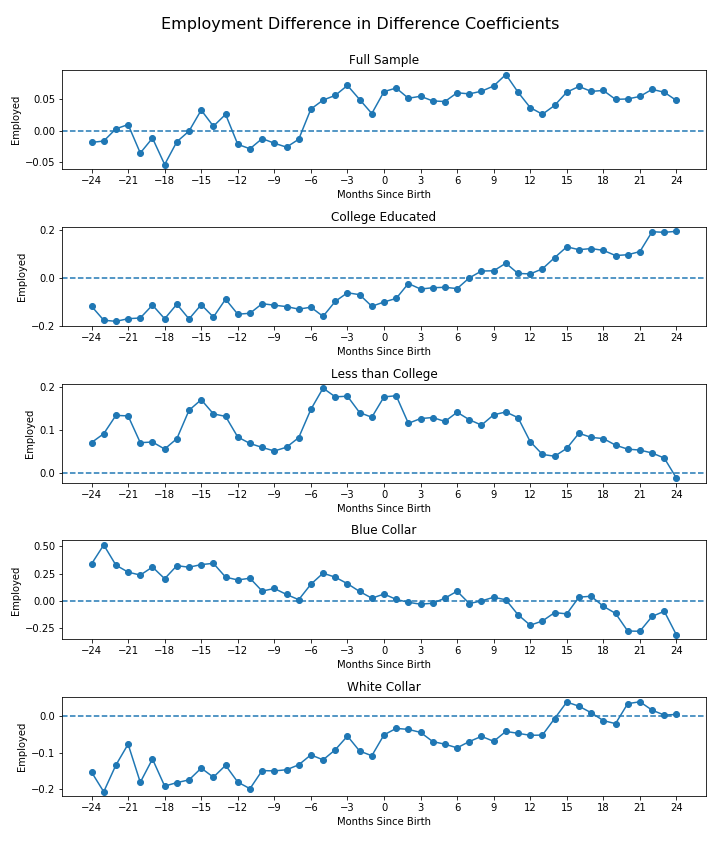 Employment Difference in Difference Coefficients
Full Sample
Employed
0.05
0.00
−0.05
−24 −21 −18 −15 −12 −9 −6 −3 0 3 6 9 12 15 18 21 24
Months Since Birth
College Educated
Employed
0.2
0.0
−0.2
−24 −21 −18 −15 −12 −9 −6 −3 0 3 6 9 12 15 18 21 24
Months Since Birth
Less than College
Employed
0.2
0.1
0.0
−24 −21 −18 −15 −12 −9 −6 −3 0 3 6 9 12 15 18 21 24
Months Since Birth
Blue Collar
Employed
0.50
0.25
0.00
−0.25
−24 −21 −18 −15 −12 −9 −6 −3 0 3 6 9 12 15 18 21 24
Months Since Birth
White Collar
Employed
0.0
−0.1
−0.2
−24 −21 −18 −15 −12 −9 −6 −3 0 3 6 9 12 15 18 21 24
Months Since Birth